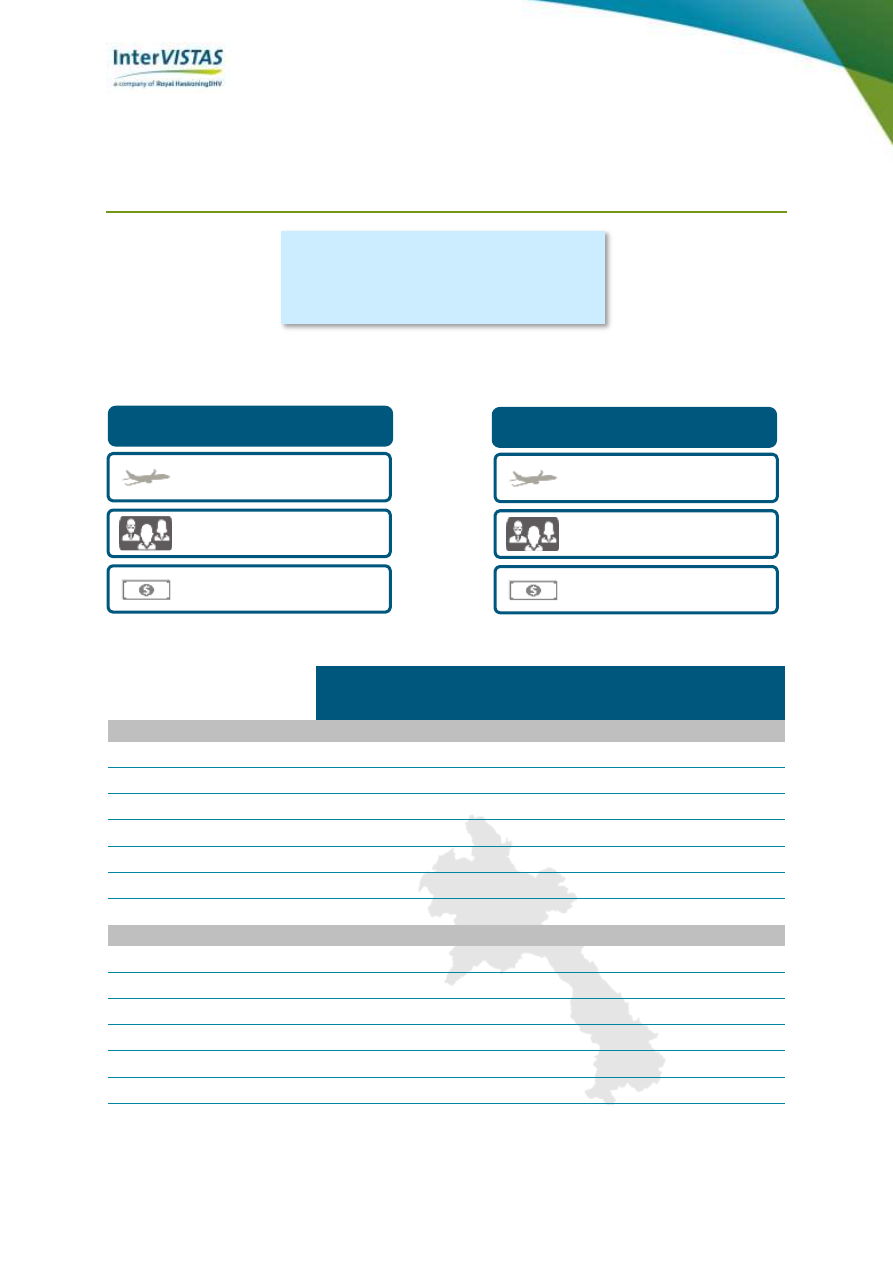 InterVISTAS
a company of Royal HaskoningDHV
$
$